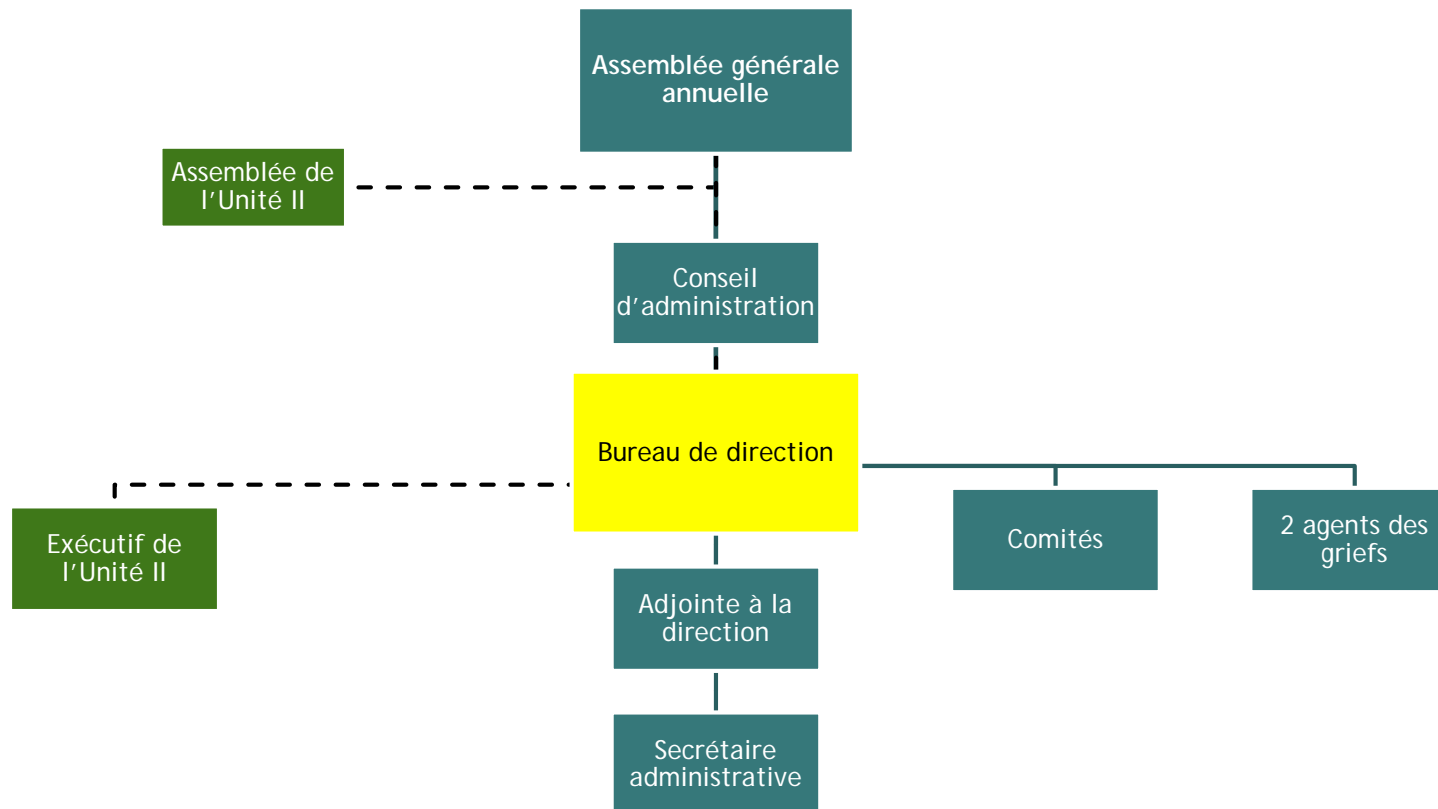 Assemblée générale
annuelle
Assemblée de
l’Unité II
Conseil
d’administration
Bureau de direction
Exécutif de
l’Unité II
Comités
2 agents des
griefs
Adjointe à la
direction
Secrétaire
administrative